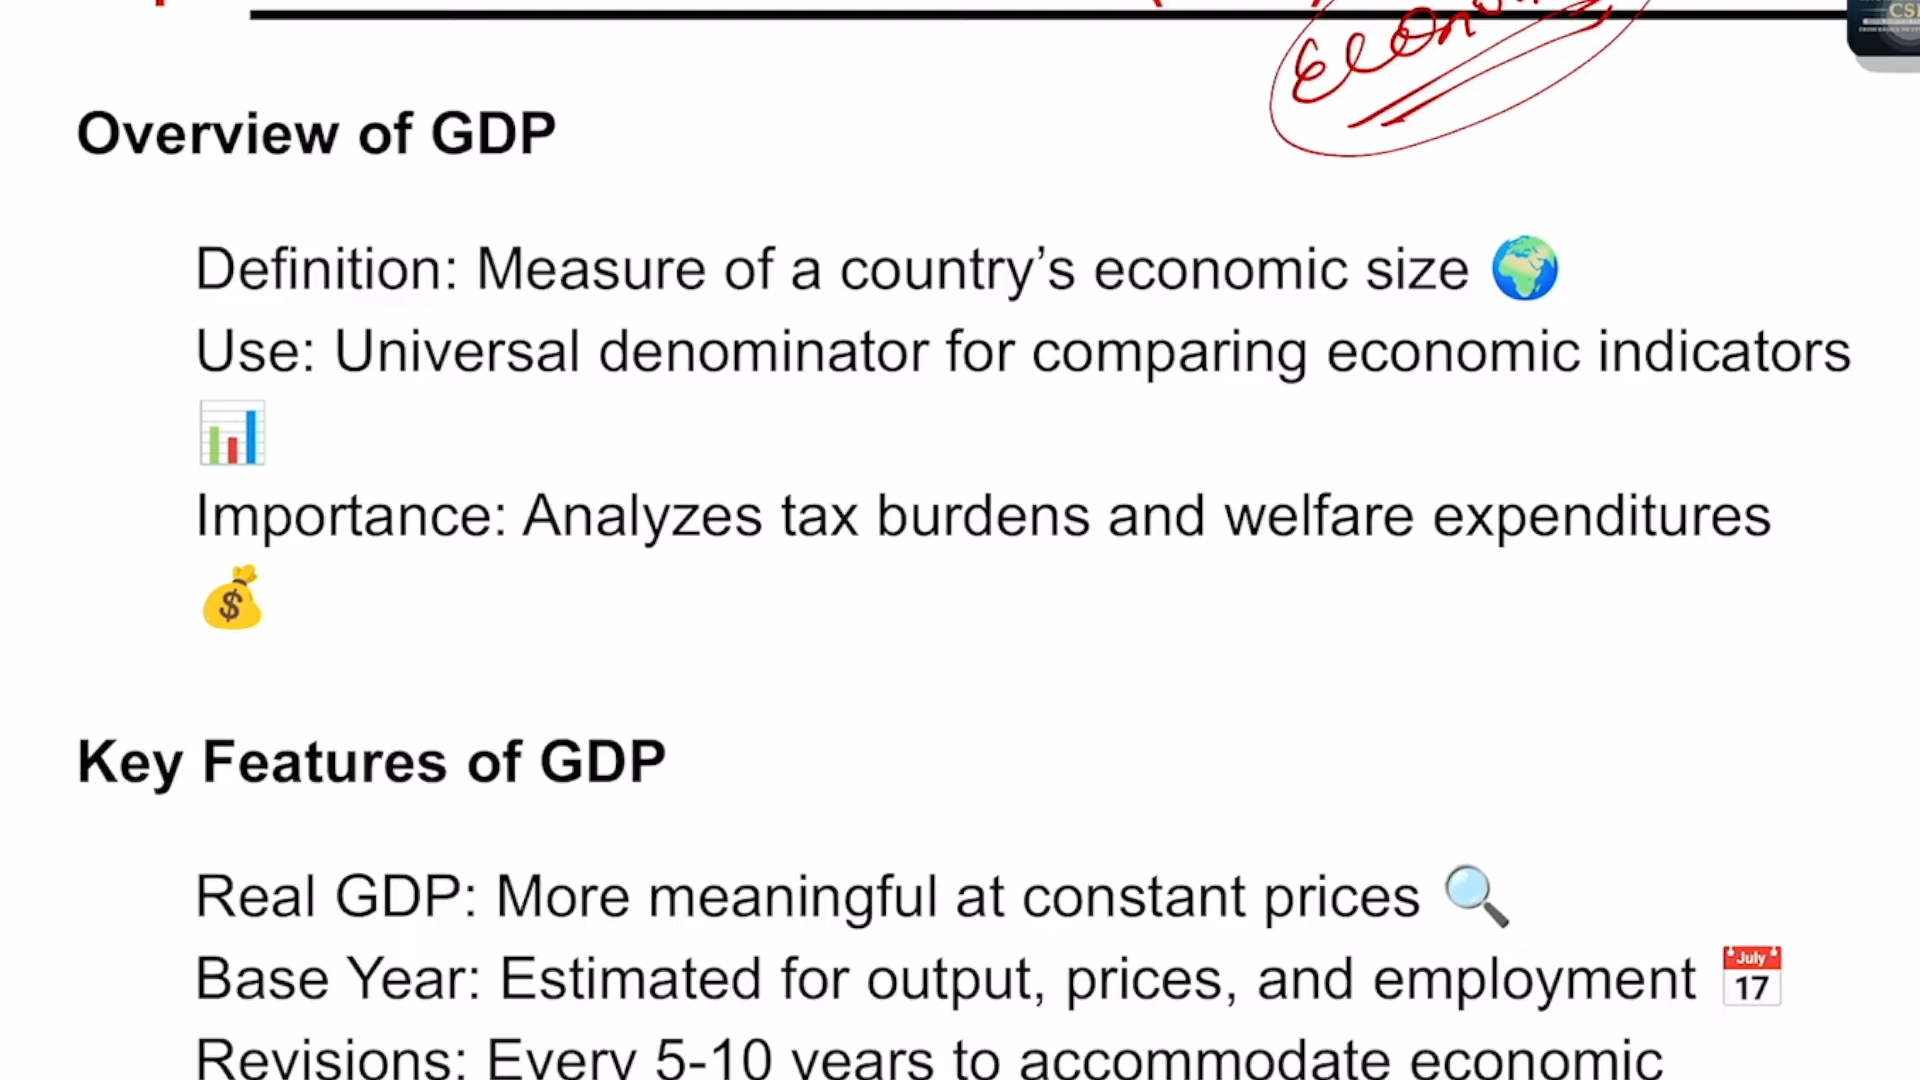 Overview of GDP
Definition: Measure of a country’s economic size 🌍
Use: Universal denominator for comparing economic indicators
📊
Importance: Analyzes tax burdens and welfare expenditures
💰
Key Features of GDP
Real GDP: More meaningful at constant prices 🔍
Base Year: Estimated for output, prices, and employment 📅
Revisions: Every 5-10 years to accommodate economic